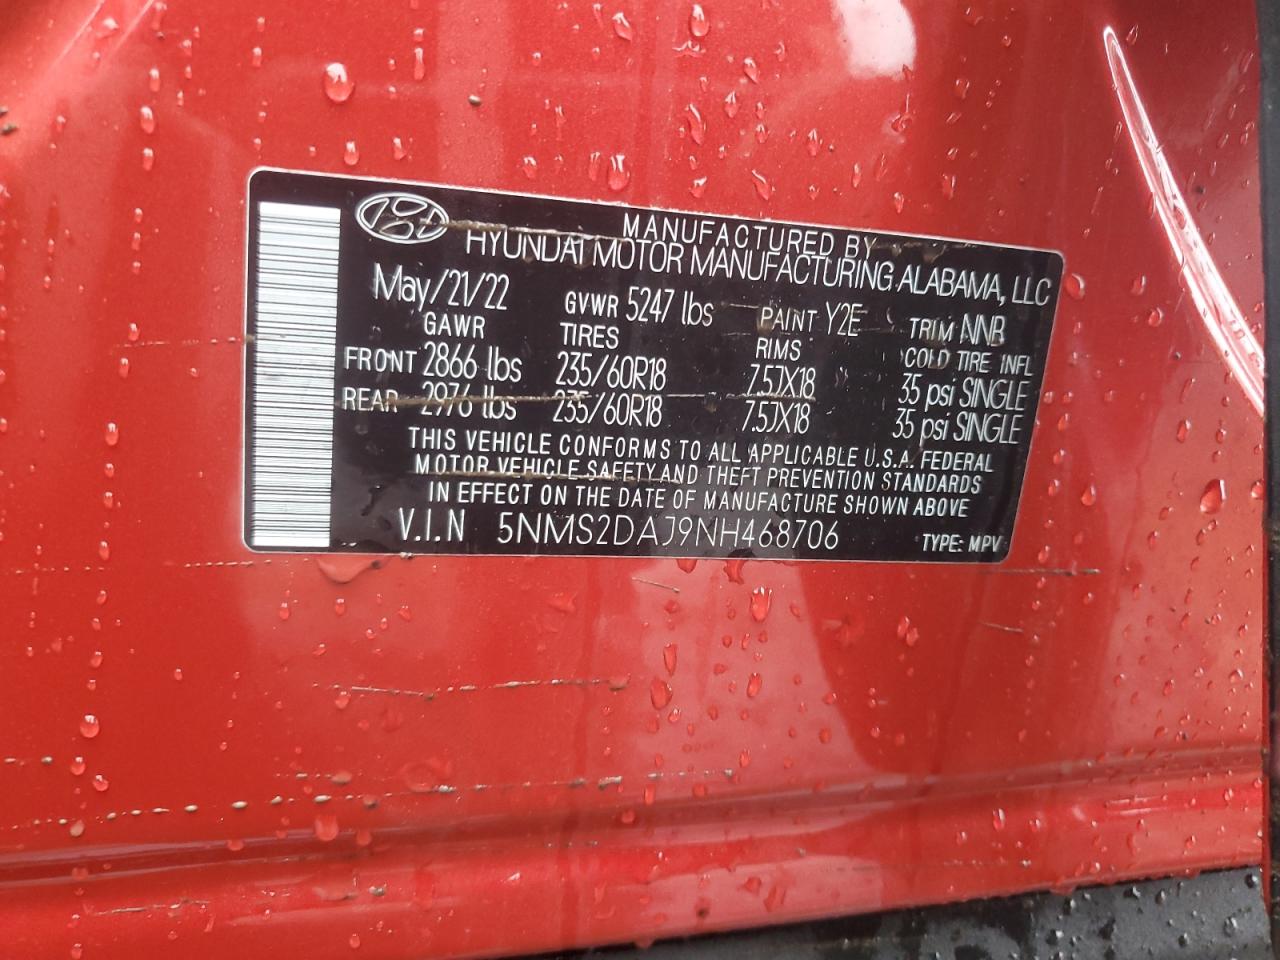 MANUFACTURED BY
HYUNDAI MOTOR MANUFACTURING ALABAMA, LLC
May/21/22 GVWR 5247 lbs PAINT Y2E TRIM NNB
GAWR TIRES RIMS COLD TIRE INFL
FRONT 2866 lbs 235/60R18 7.5JX18 35 psi SINGLE
REAR 2976 lbs 235/60R18 7.5JX18 35 psi SINGLE
THIS VEHICLE CONFORMS TO ALL APPLICABLE U.S.A. FEDERAL
MOTOR VEHICLE SAFETY AND THEFT PREVENTION STANDARDS
IN EFFECT ON THE DATE OF MANUFACTURE SHOWN ABOVE
V.I.N 5NMS2DAJ9NH468706 TYPE: MPV